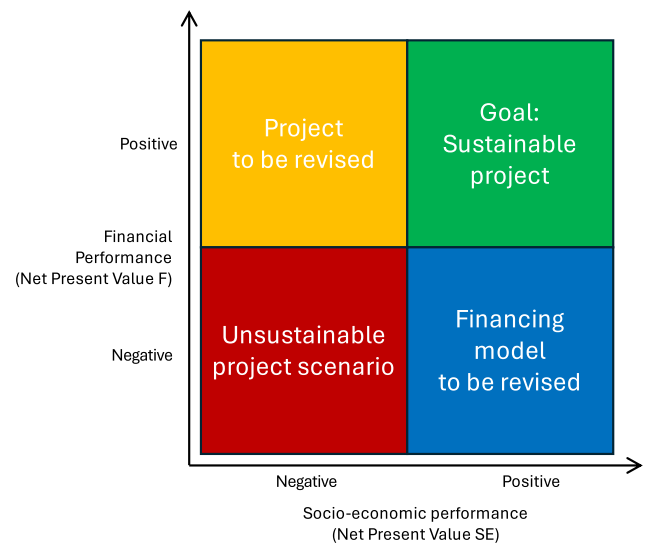 Project
to be revised
Goal:
Sustainable
project
Positive
Financial
Performance
(Net Present Value F)
Negative
Unsustainable
project scenario
Financing
model
to be revised
Negative
Positive
Socio-economic performance
(Net Present Value SE)